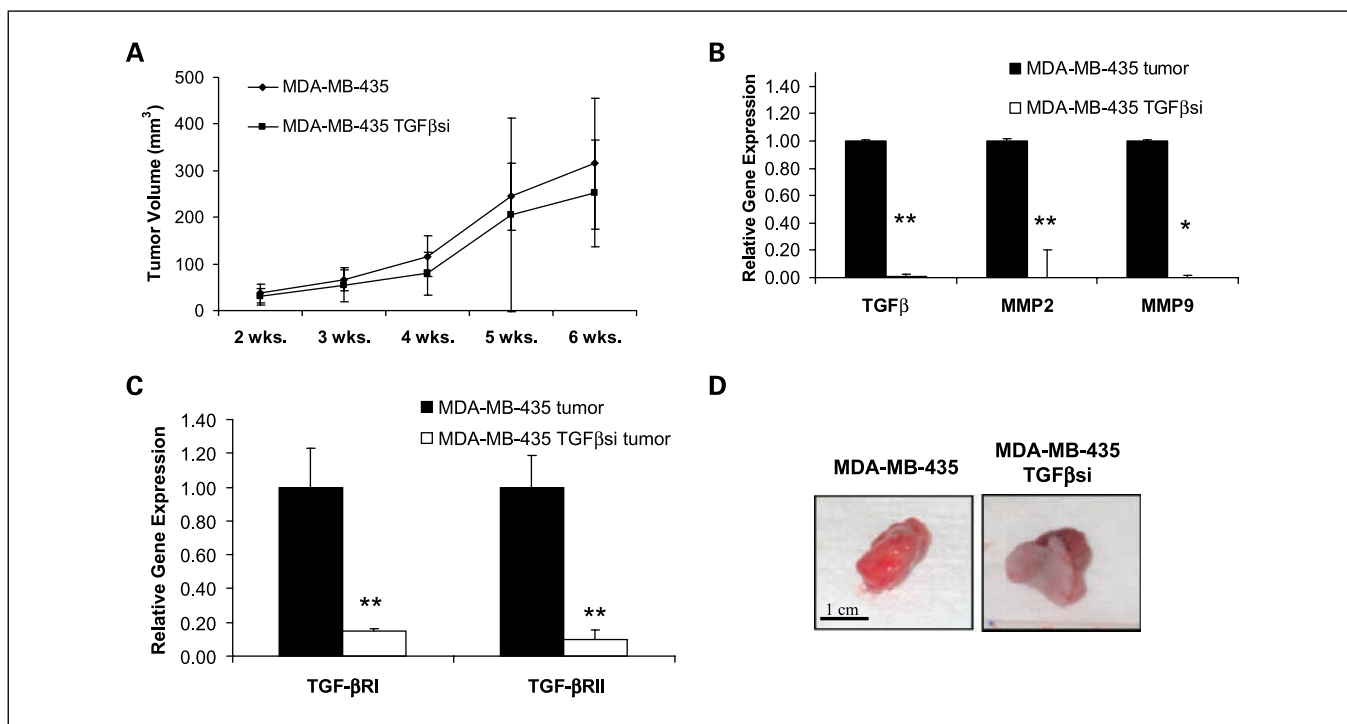 A
500
400
300
200
100
0
Tumor Volume (mm³)
MDA-MB-435
MDA-MB-435 TGFβsi
2 wks. 3 wks. 4 wks. 5 wks. 6 wks.
B
MDA-MB-435 tumor
MDA-MB-435 TGFβsi
1.40
1.20
1.00
0.80
0.60
0.40
0.20
0.00
Relative Gene Expression
** ** *
TGFβ MMP2 MMP9
C
MDA-MB-435 tumor
MDA-MB-435 TGFβsi tumor
1.40
1.20
1.00
0.80
0.60
0.40
0.20
0.00
Relative Gene Expression
** **
TGF-βRI TGF-βRII
D
MDA-MB-435
MDA-MB-435
TGFβsi
1 cm